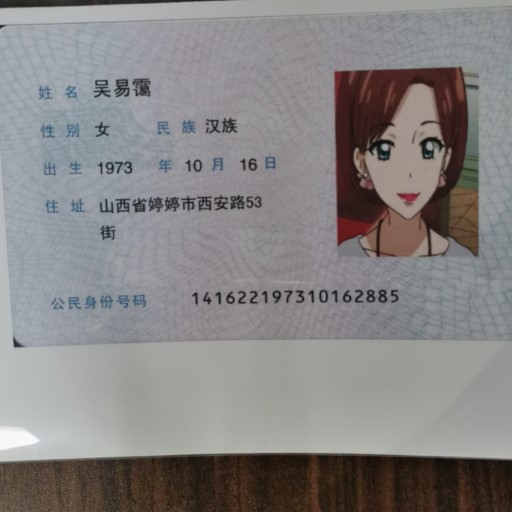 姓名 吴易霭
性别 女 民族 汉族
出生 1973 年 10 月 16 日
住址 山西省婷婷市西安路53
街
公民身份号码 141622197310162885